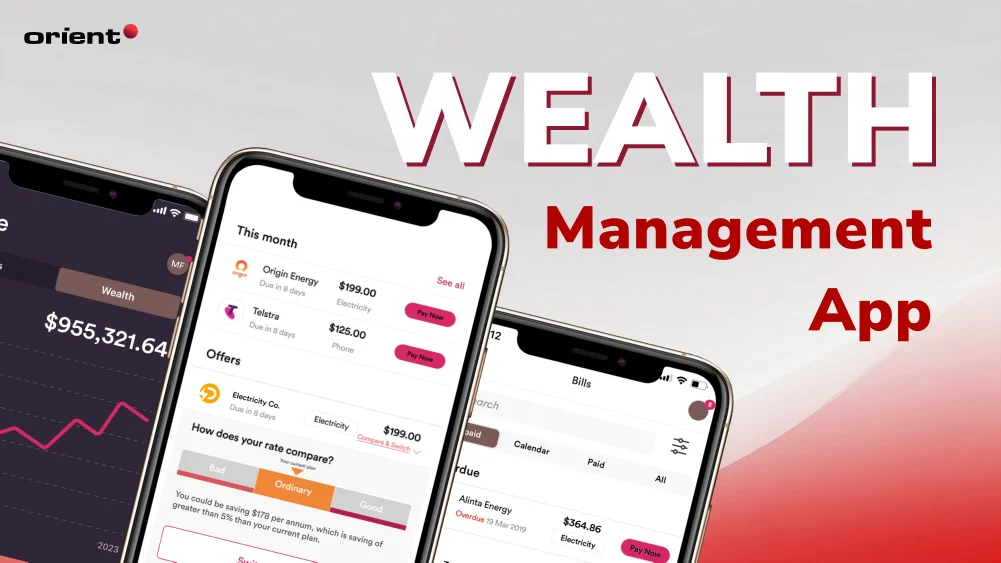 orient
WEALTH
Management
App
Wealth
MF
$955,321.64
2023
This month
See all
Origin Energy
$199.00
Due in 8 days
Electricity
Pay Now
origin
Telstra
$125.00
Due in 8 days
Phone
Pay Now
Offers
Electricity Co.
Electricity
$199.00
Due in 8 days
Compare & Switch
How does your rate compare?
Your current plan
Bad
Ordinary
Good
You could be saving $178 per annum, which is saving of
greater than 5% than your current plan.
12
Bills
Calendar
Paid
All
Alinta Energy
$364.86
Overdue 19 Mar 2019
Electricity
Pay Now